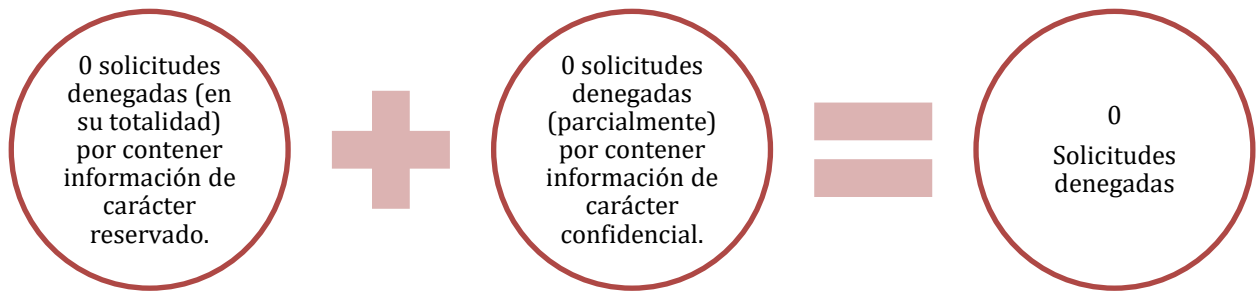 0 solicitudes
denegadas (en
su totalidad)
por contener
información de
carácter
reservado.
0 solicitudes
denegadas
(parcialmente)
por contener
información de
carácter
confidencial.
0
Solicitudes
denegadas